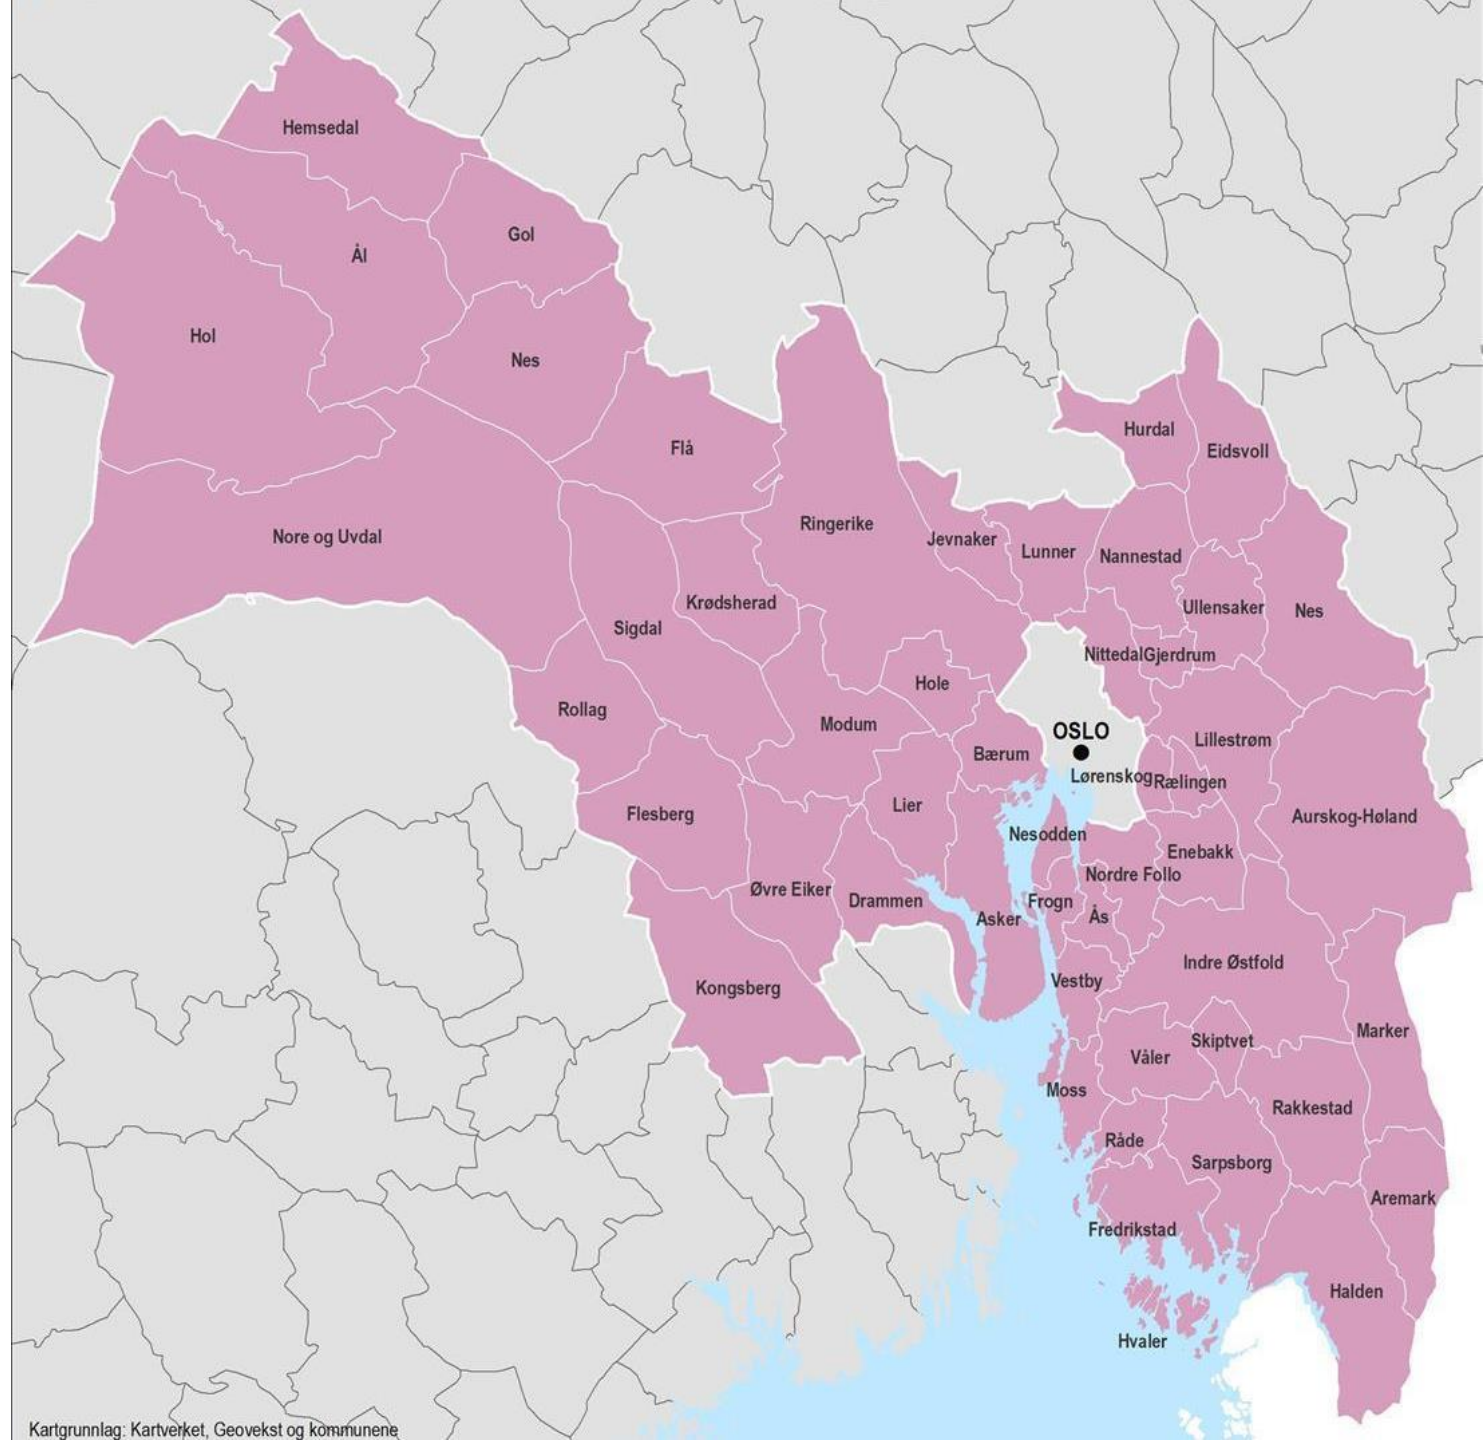 Hemsedal
Gol
Ål
Hol
Nes
Hurdal
Flå
Eidsvoll
Ringerike
Nore og Uvdal
Jevnaker
Lunner
Nannestad
Krødsherad
Ullensaker
Nes
Sigdal
Nittedal
Gjerdrum
Hole
Rollag
Modum
OSLO
Lillestrøm
Bærum
Lørenskog
Rælingen
Lier
Flesberg
Aurskog-Høland
Nesodden
Enebakk
Nordre Follo
Øvre Eiker
Drammen
Frogn
Asker
Ås
Indre Østfold
Vestby
Kongsberg
Marker
Skiptvet
Våler
Moss
Rakkestad
Råde
Sarpsborg
Aremark
Fredrikstad
Halden
Hvaler
Kartgrunnlag: Kartverket, Geovekst og kommunene